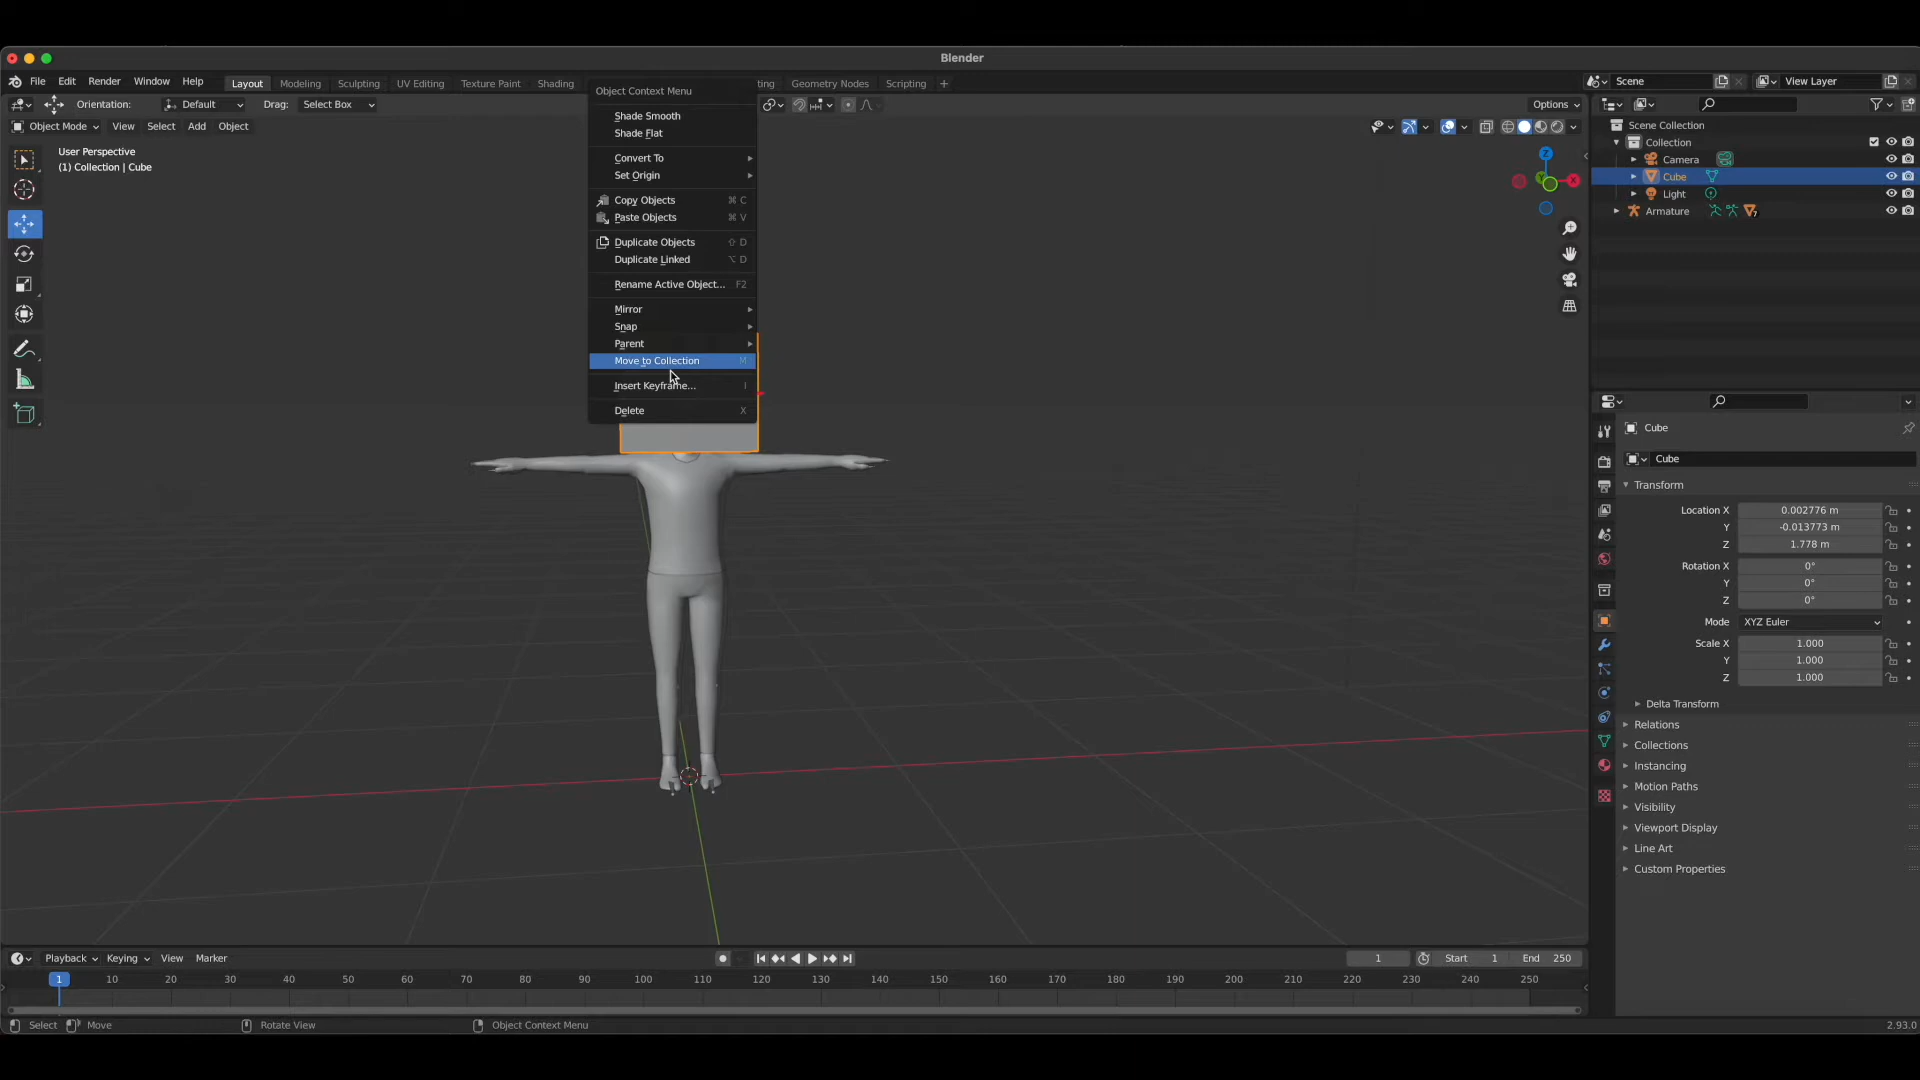 Blender
File Edit Render Window Help
Layout Modeling Sculpting UV Editing Texture Paint Shading Geometry Nodes Scripting +
Scene
View Layer
Orientation: Default Drag: Select Box
Options
Object Mode View Select Add Object
User Perspective
(1) Collection | Cube
Object Context Menu
Shade Smooth
Shade Flat
Convert To
Set Origin
Copy Objects ⌘ C
Paste Objects ⌘ V
Duplicate Objects ⇧ D
Duplicate Linked ⌥ D
Rename Active Object... F2
Mirror
Snap
Parent
Move to Collection M
Insert Keyframe... I
Delete X
Z
X
Scene Collection
Collection
Camera
Cube
Light
Armature
7
Cube
Cube
Transform
Location X 0.002776 m
Y -0.013773 m
Z 1.778 m
Rotation X 0°
Y 0°
Z 0°
Mode XYZ Euler
Scale X 1.000
Y 1.000
Z 1.000
Delta Transform
Relations
Collections
Instancing
Motion Paths
Visibility
Viewport Display
Line Art
Custom Properties
Playback Keying View Marker
1 Start 1 End 250
1 10 20 30 40 50 60 70 80 90 100 110 120 130 140 150 160 170 180 190 200 210 220 230 240 250
Select Move Rotate View Object Context Menu
2.93.0